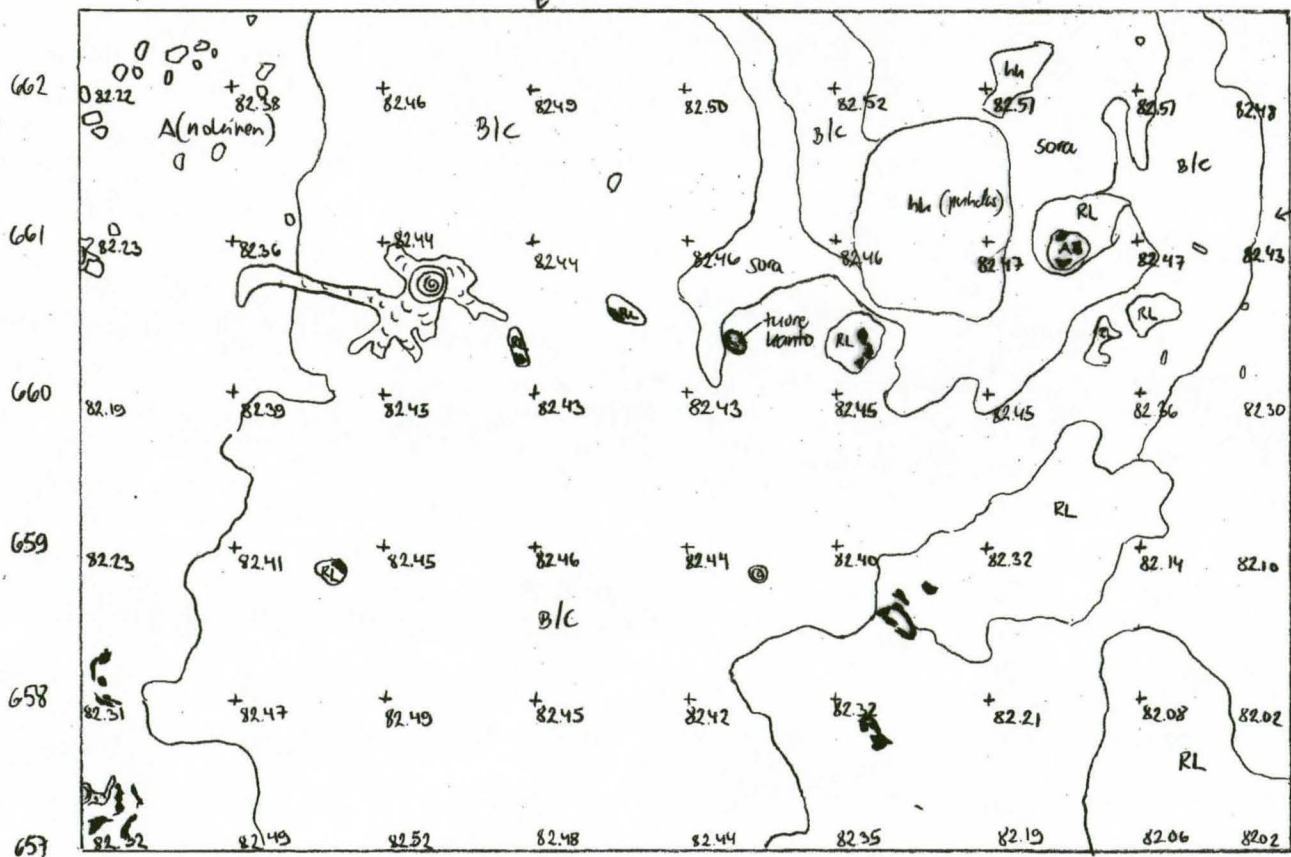 hk
662 82.22 82.38 82.46 82.49 82.50 82.52 82.51 82.51 82.48
A(nokinen) B/C B/C sora B/C
hk (puhdas)
RL
661 82.23 82.36 82.44 82.44 82.46 82.46 82.47 AB 82.47 82.43
sora
RL RL
tuore
kanto
RL RL RL
660 82.19 82.39 82.43 82.43 82.43 82.45 82.45 82.36 82.30
RL
659 82.23 82.41 82.45 82.46 82.44 82.40 82.32 82.14 82.10
RL
B/C
658 82.31 82.47 82.49 82.45 82.42 82.32 82.21 82.08 82.02
RL
657 82.32 82.49 82.52 82.48 82.44 82.35 82.19 82.06 82.02